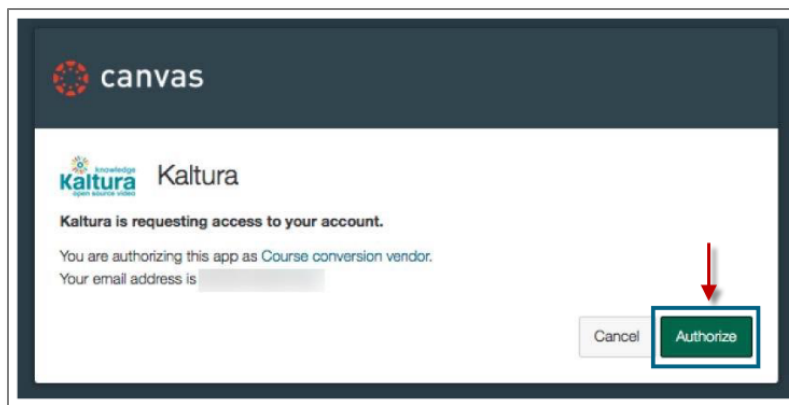 canvas
knowledge
Kaltura
open source video
Kaltura
Kaltura is requesting access to your account.
You are authorizing this app as Course conversion vendor.
Your email address is
Cancel
Authorize